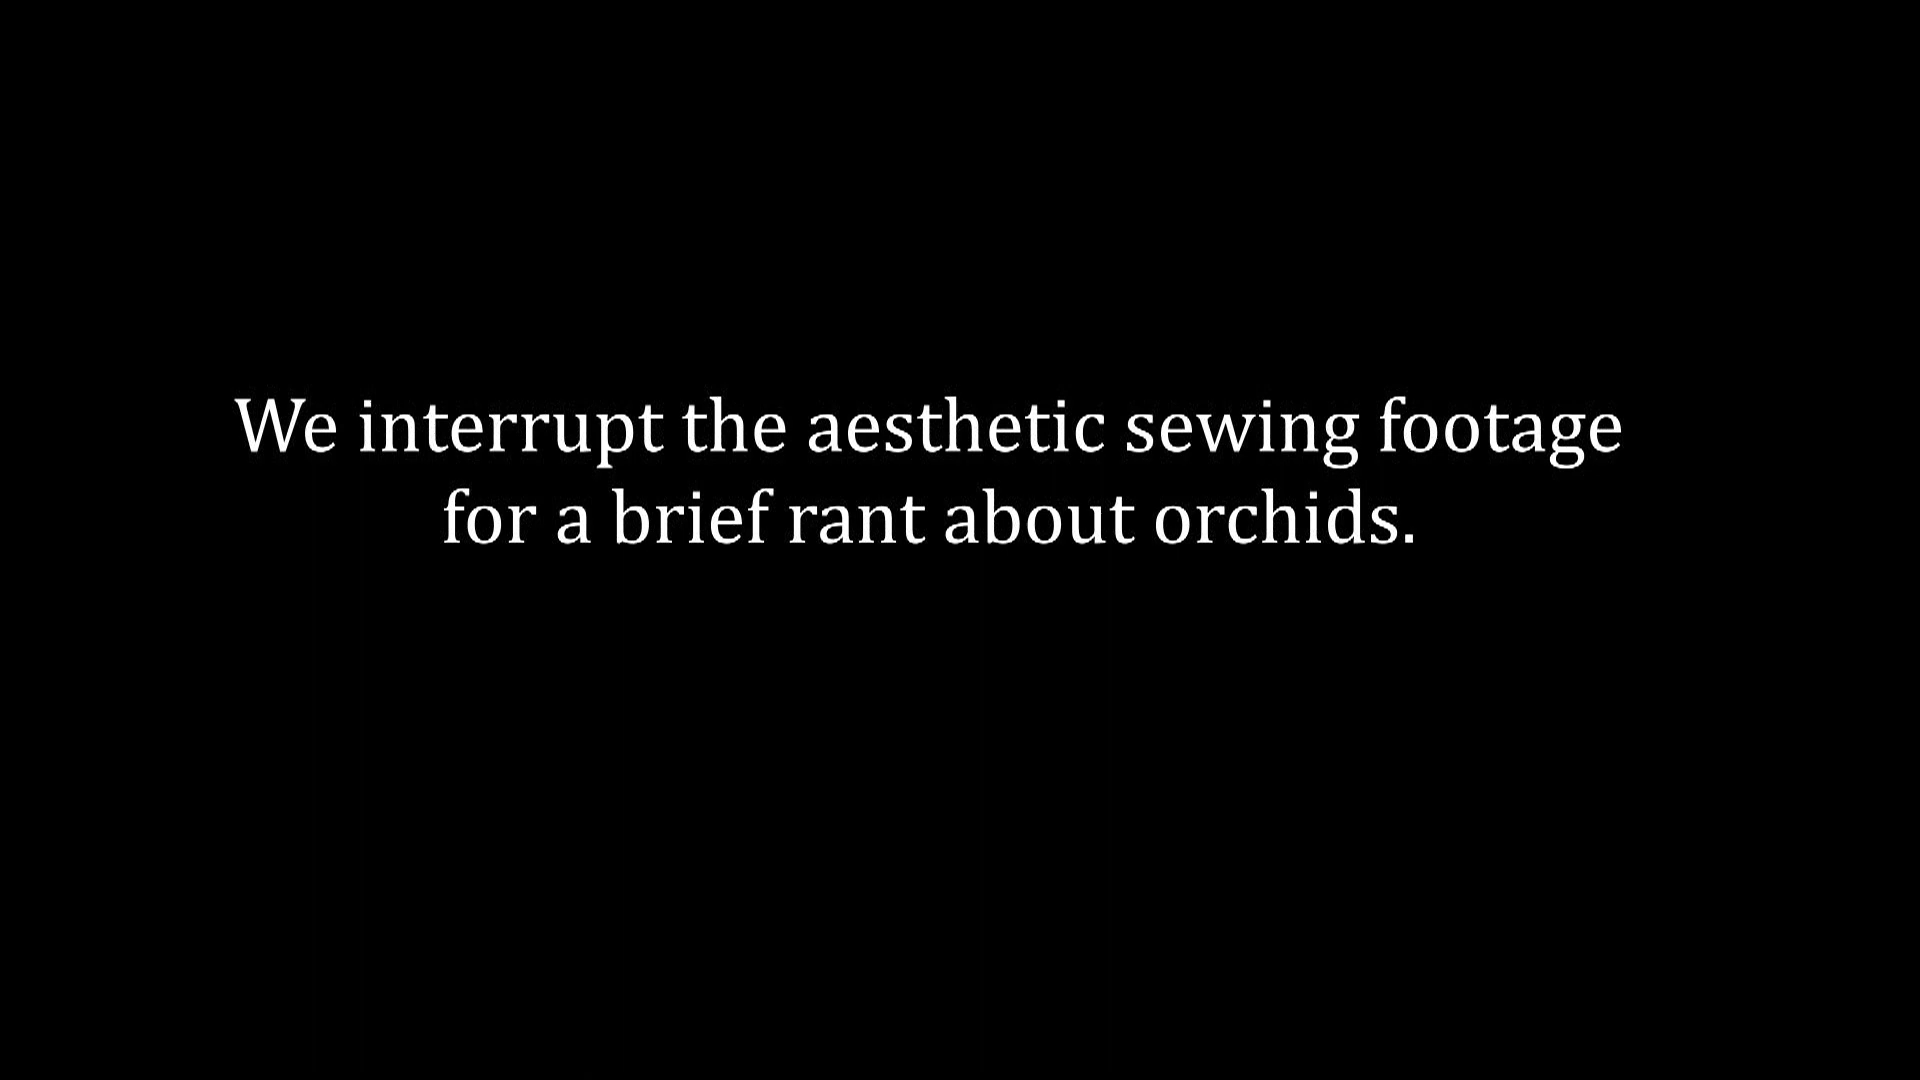 We interrupt the aesthetic sewing footage
for a brief rant about orchids.